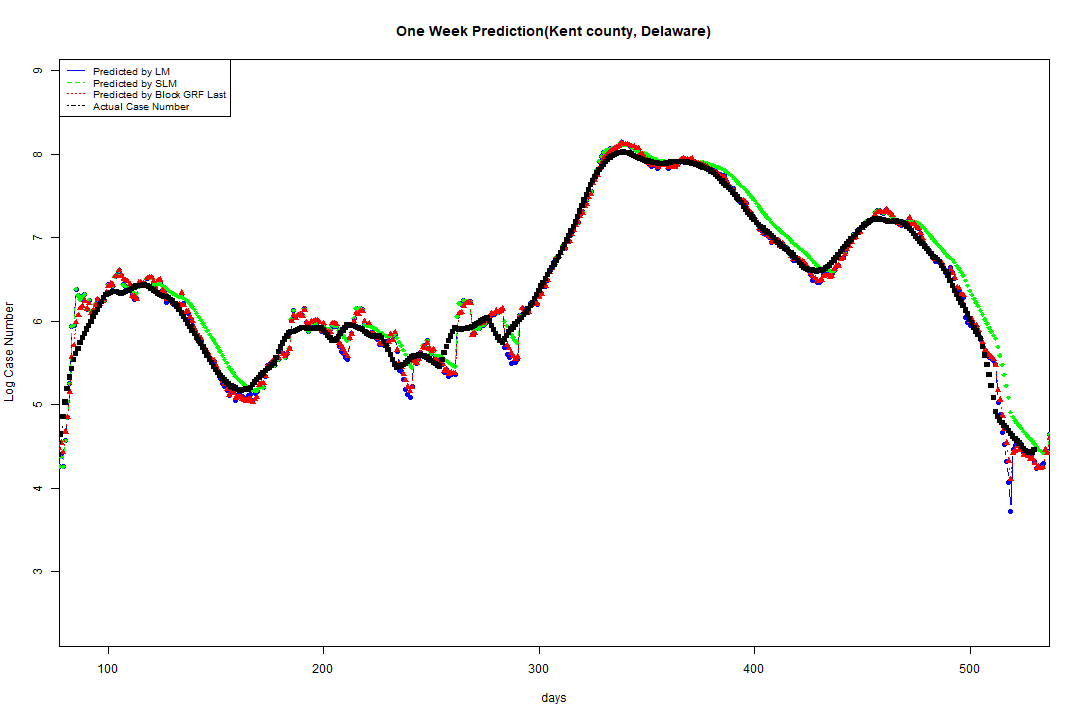 One Week Prediction(Kent county, Delaware)
Predicted by LM
Predicted by SLM
Predicted by Block GRF Last
Actual Case Number
9
8
7
6
5
4
3
Log Case Number
100 200 300 400 500
days